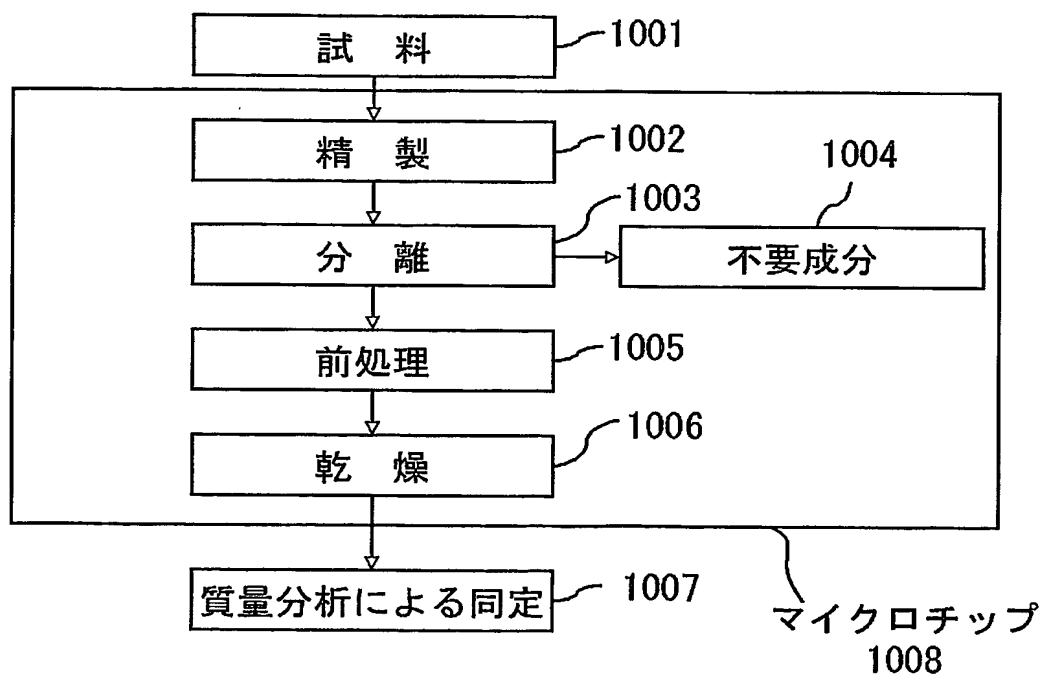 試料
1001
精製
1002
1004
分離
1003
不要成分
前処理
1005
乾燥
1006
質量分析による同定
1007
マイクロチップ
1008